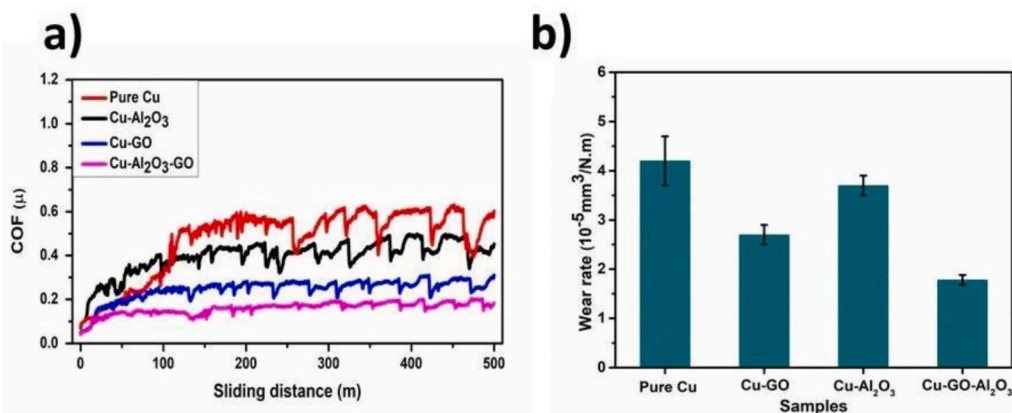 a)
COF (μ)
1.2
1.0
0.8
0.6
0.4
0.2
0.0
Pure Cu
Cu-Al₂O₃
Cu-GO
Cu-Al₂O₃-GO
0 100 200 300 400 500
Sliding distance (m)
b)
Wear rate (10⁻⁵mm³/N.m)
6
5
4
3
2
1
0
Pure Cu Cu-GO Cu-Al₂O₃ Cu-GO-Al₂O₃
Samples